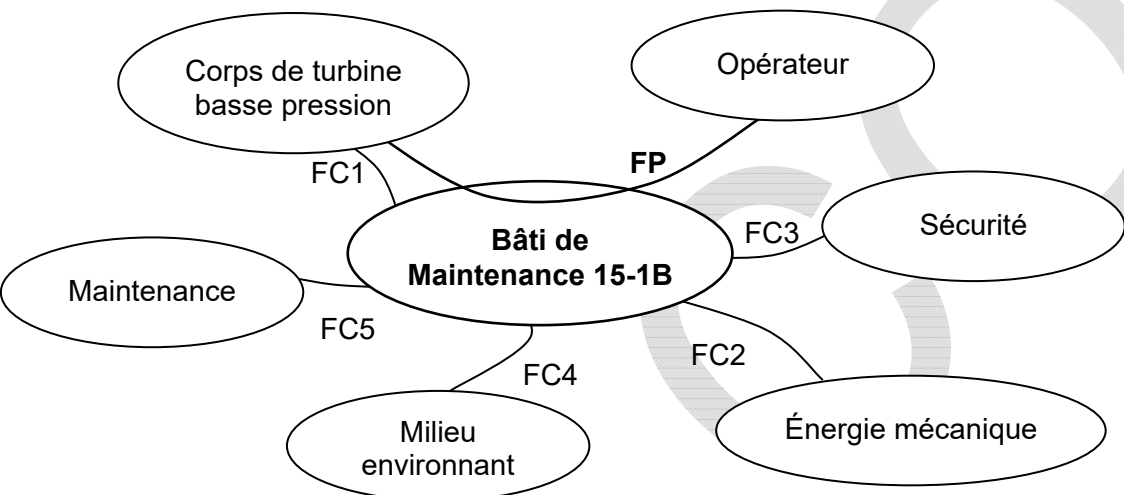 Corps de turbine
basse pression
Opérateur
FC1
FP
Bâti de
Maintenance 15-1B
FC3
Sécurité
Maintenance
FC5
FC2
FC4
Milieu
environnant
Énergie mécanique